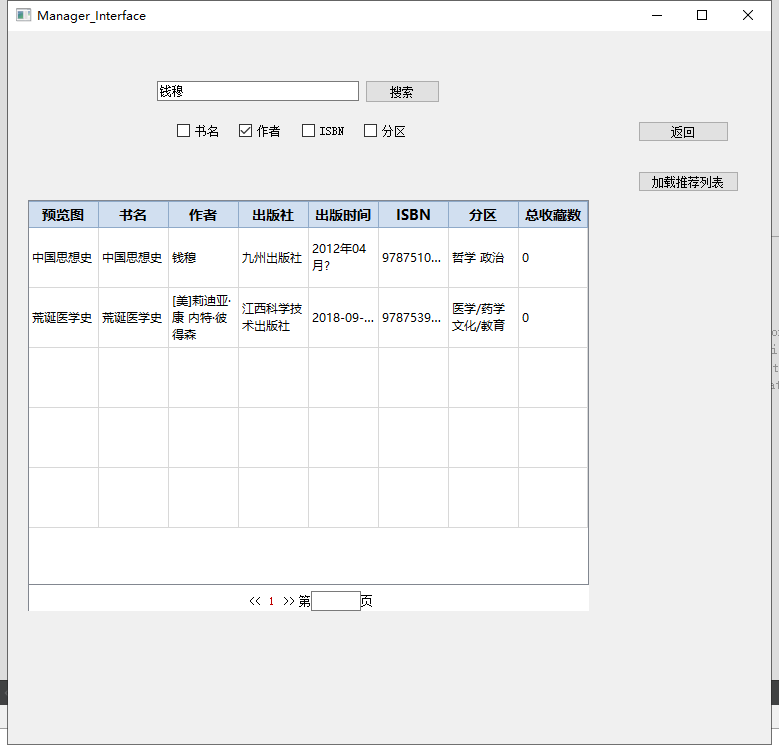 Manager_Interface
钱穆
搜索
书名
作者
ISBN
分区
返回
加载推荐列表
预览图 书名 作者 出版社 出版时间 ISBN 分区 总收藏数
中国思想史 中国思想史 钱穆 九州出版社 2012年04
月? 9787510... 哲学 政治 0
荒诞医学史 荒诞医学史 [美]莉迪亚·
康 内特·彼
得森 江西科学技
术出版社 2018-09-... 9787539... 医学/药学
文化/教育 0
<< 1 >> 第 页